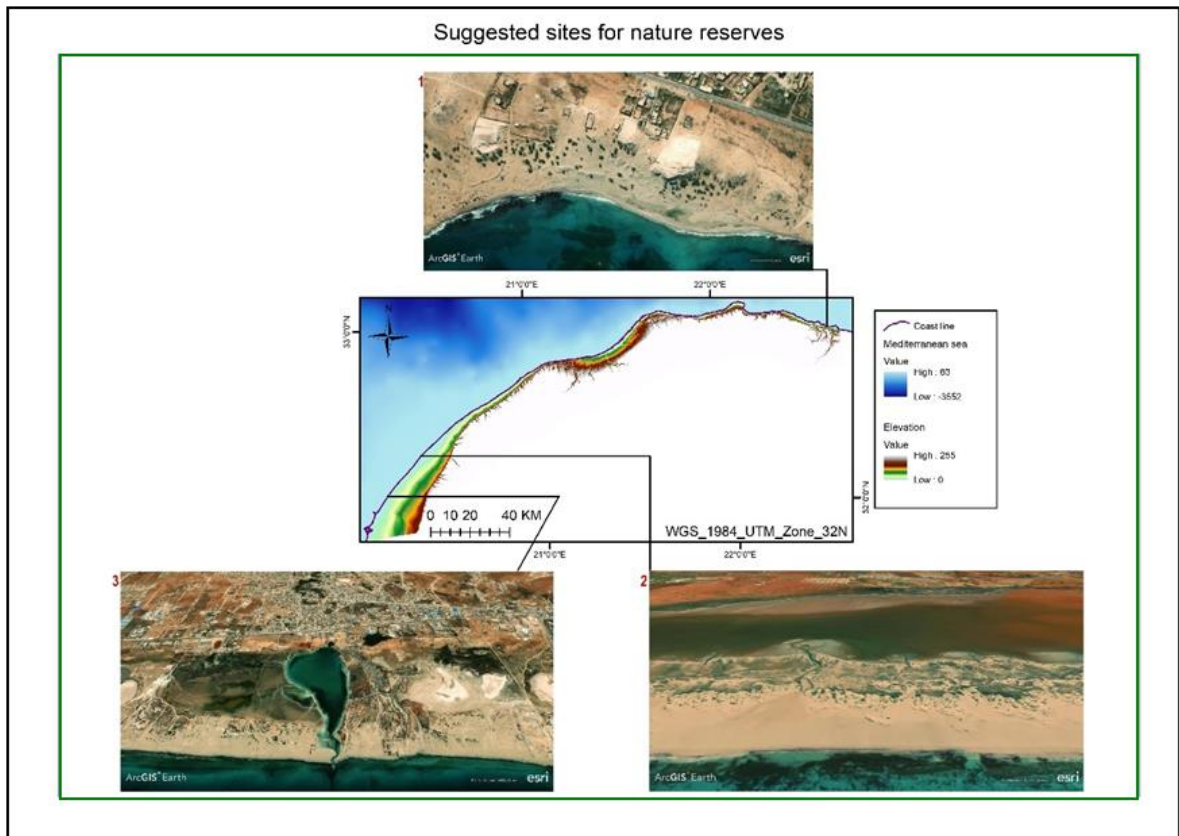 Suggested sites for nature reserves
1
ArcGIS Earth
esri
21°0'0"E
22°0'0"E
33°0'0"N
N
Coast line
Mediterranean sea
Value
High : 63
Low : -3552
Elevation
Value
High : 255
Low : 0
0 10 20 40 KM
WGS_1984_UTM_Zone_32N
32°0'0"N
21°0'0"E
22°0'0"E
3
ArcGIS Earth
esri
2
ArcGIS Earth
esri